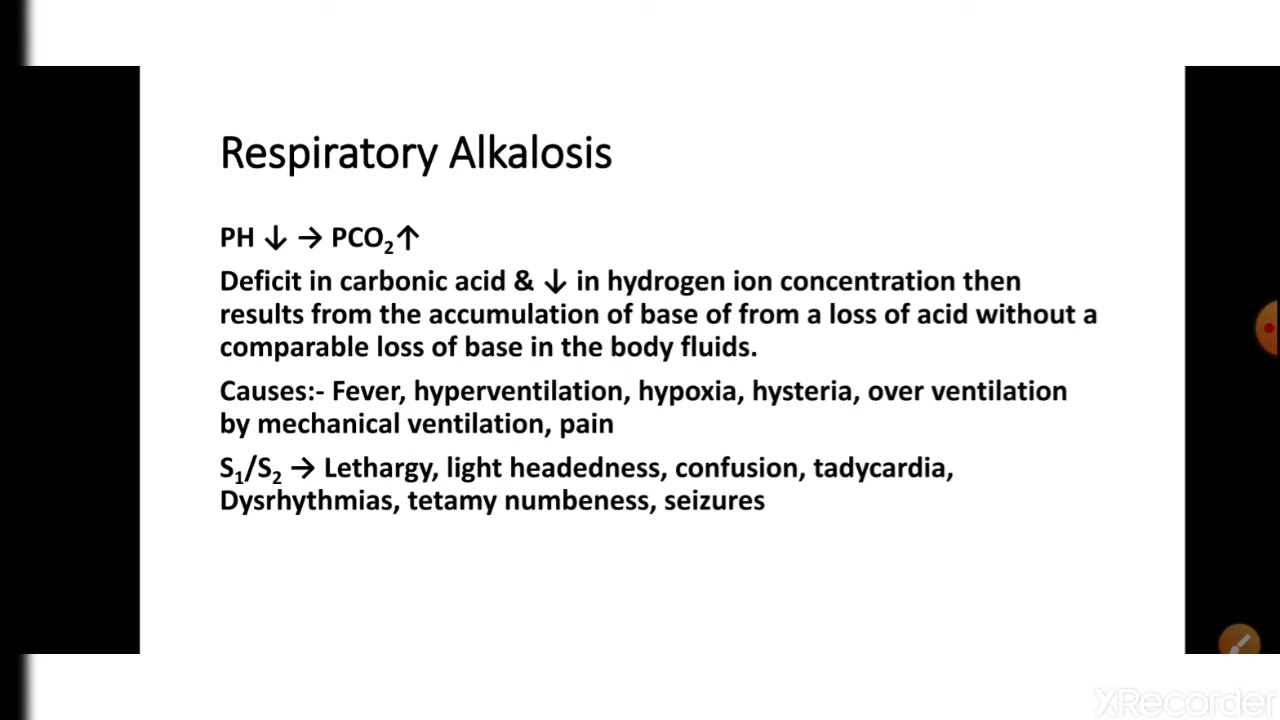 Respiratory Alkalosis
PH ↓ → PCO₂↑
Deficit in carbonic acid & ↓ in hydrogen ion concentration then
results from the accumulation of base of from a loss of acid without a
comparable loss of base in the body fluids.
Causes:- Fever, hyperventilation, hypoxia, hysteria, over ventilation
by mechanical ventilation, pain
S₁/S₂ → Lethargy, light headedness, confusion, tadycardia,
Dysrhythmias, tetamy numbeness, seizures
XRecorder